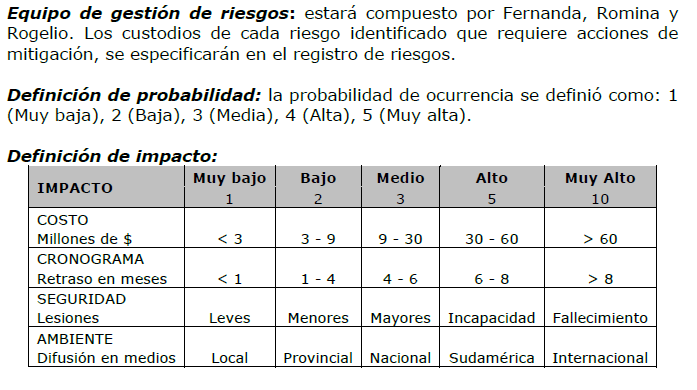 Equipo de gestión de riesgos: estará compuesto por Fernanda, Romina y
Rogelio. Los custodios de cada riesgo identificado que requiere acciones de
mitigación, se especificarán en el registro de riesgos.
Definición de probabilidad: la probabilidad de ocurrencia se definió como: 1
(Muy baja), 2 (Baja), 3 (Media), 4 (Alta), 5 (Muy alta).
Definición de impacto:
IMPACTO Muy bajo Bajo Medio Alto Muy Alto
1 2 3 5 10
COSTO
Millones de $ < 3 3 - 9 9 - 30 30 - 60 > 60
CRONOGRAMA
Retraso en meses < 1 1 - 4 4 - 6 6 - 8 > 8
SEGURIDAD
Lesiones Leves Menores Mayores Incapacidad Fallecimiento
AMBIENTE
Difusión en medios Local Provincial Nacional Sudamérica Internacional